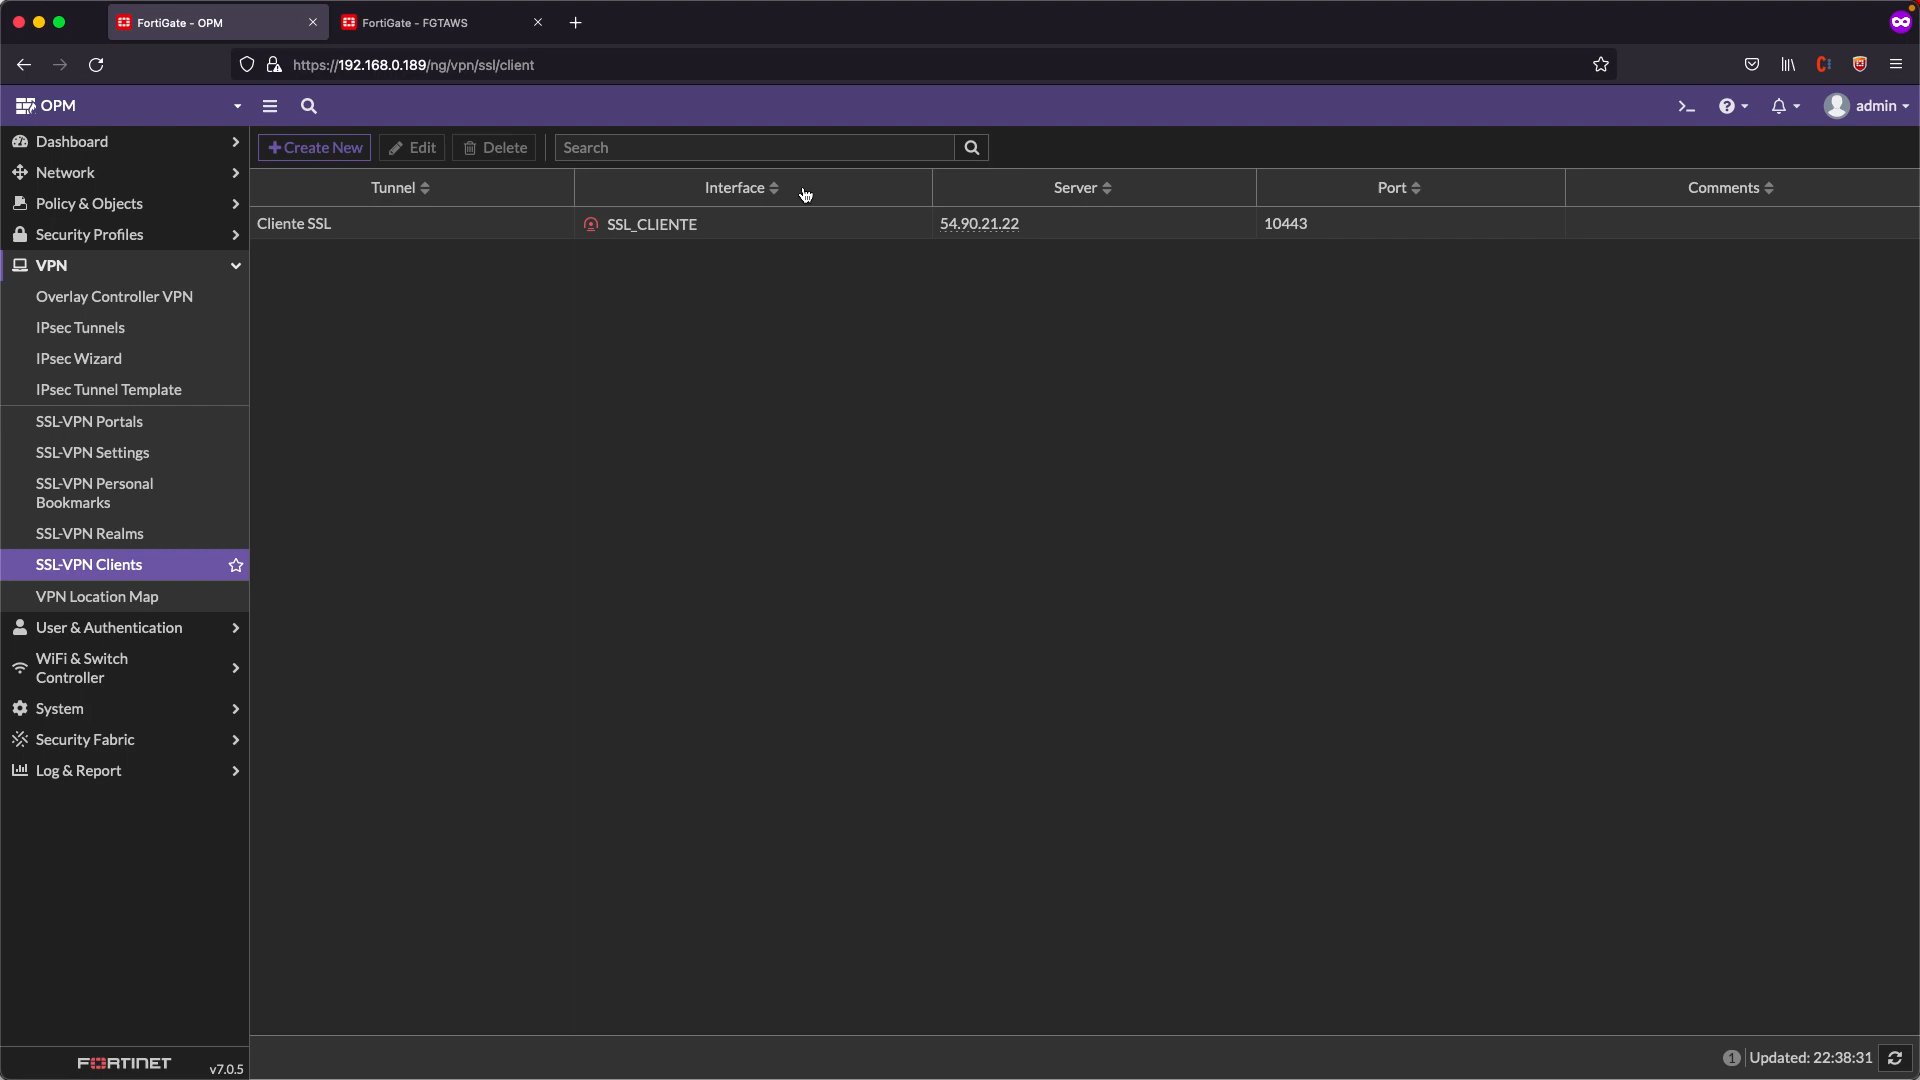 FortiGate - OPM
FortiGate - FGTAWS
https://192.168.0.189/ng/vpn/ssl/client
OPM
admin
Dashboard
Network
Policy & Objects
Security Profiles
VPN
Overlay Controller VPN
IPsec Tunnels
IPsec Wizard
IPsec Tunnel Template
SSL-VPN Portals
SSL-VPN Settings
SSL-VPN Personal
Bookmarks
SSL-VPN Realms
SSL-VPN Clients
VPN Location Map
User & Authentication
WiFi & Switch
Controller
System
Security Fabric
Log & Report
FORTINET v7.0.5
Create New Edit Delete Search
Tunnel Interface Server Port Comments
Cliente SSL SSL_CLIENTE 54.90.21.22 10443
1 Updated: 22:38:31